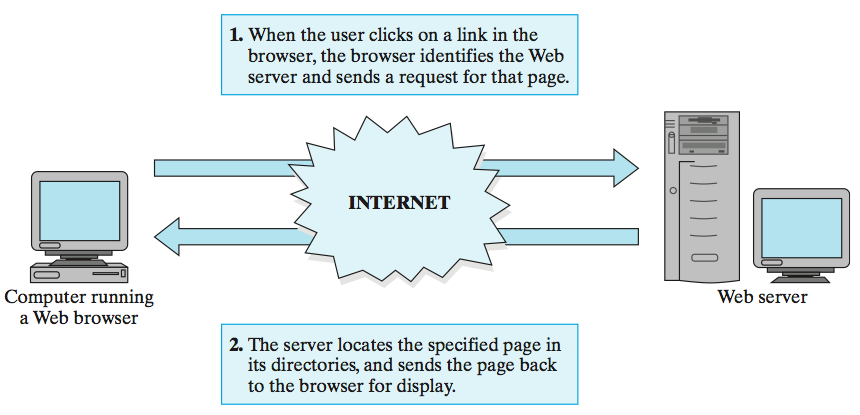 1. When the user clicks on a link in the
browser, the browser identifies the Web
server and sends a request for that page.
INTERNET
Computer running
a Web browser
Web server
2. The server locates the specified page in
its directories, and sends the page back
to the browser for display.